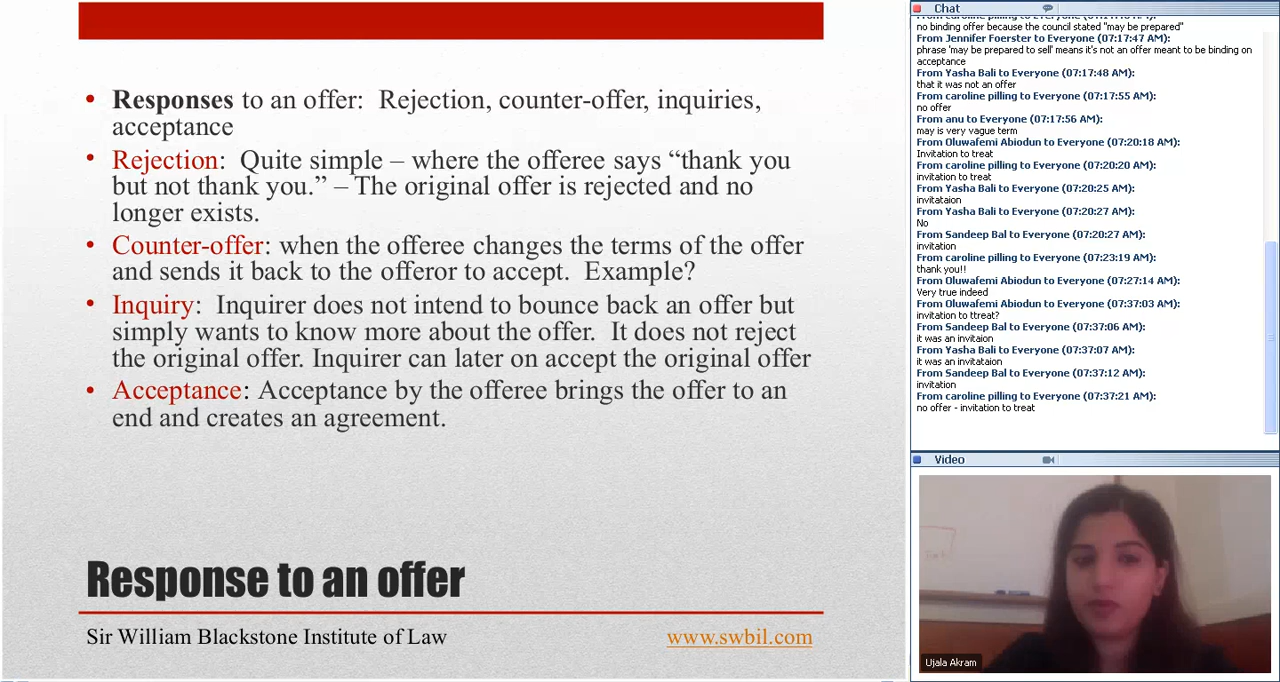 • Responses to an offer: Rejection, counter-offer, inquiries,
acceptance
• Rejection: Quite simple – where the offeree says “thank you
but not thank you.” – The original offer is rejected and no
longer exists.
• Counter-offer: when the offeree changes the terms of the offer
and sends it back to the offeror to accept. Example?
• Inquiry: Inquirer does not intend to bounce back an offer but
simply wants to know more about the offer. It does not reject
the original offer. Inquirer can later on accept the original offer
• Acceptance: Acceptance by the offeree brings the offer to an
end and creates an agreement.
Response to an offer
Sir William Blackstone Institute of Law
www.swbil.com
Chat
no binding offer because the council stated "may be prepared"
From Jennifer Foerster to Everyone (07:17:47 AM):
phrase 'may be prepared to sell' means it's not an offer meant to be binding on
acceptance
From Yasha Bali to Everyone (07:17:48 AM):
that it was not an offer
From caroline pilling to Everyone (07:17:55 AM):
no offer
From anu to Everyone (07:17:56 AM):
may is very vague term
From Oluwafemi Abiodun to Everyone (07:20:18 AM):
Invitation to treat
From caroline pilling to Everyone (07:20:20 AM):
invitation to treat
From Yasha Bali to Everyone (07:20:25 AM):
invitataion
From Yasha Bali to Everyone (07:20:27 AM):
No
From Sandeep Bal to Everyone (07:20:27 AM):
invitation
From caroline pilling to Everyone (07:23:19 AM):
thank you!!
From Oluwafemi Abiodun to Everyone (07:27:14 AM):
Very true indeed
From Oluwafemi Abiodun to Everyone (07:37:03 AM):
invitation to ttreat?
From Sandeep Bal to Everyone (07:37:06 AM):
it was an invitaion
From Yasha Bali to Everyone (07:37:07 AM):
it was an invitataion
From Sandeep Bal to Everyone (07:37:12 AM):
invitation
From caroline pilling to Everyone (07:37:21 AM):
no offer - invitation to treat
Video
Ujala Akram